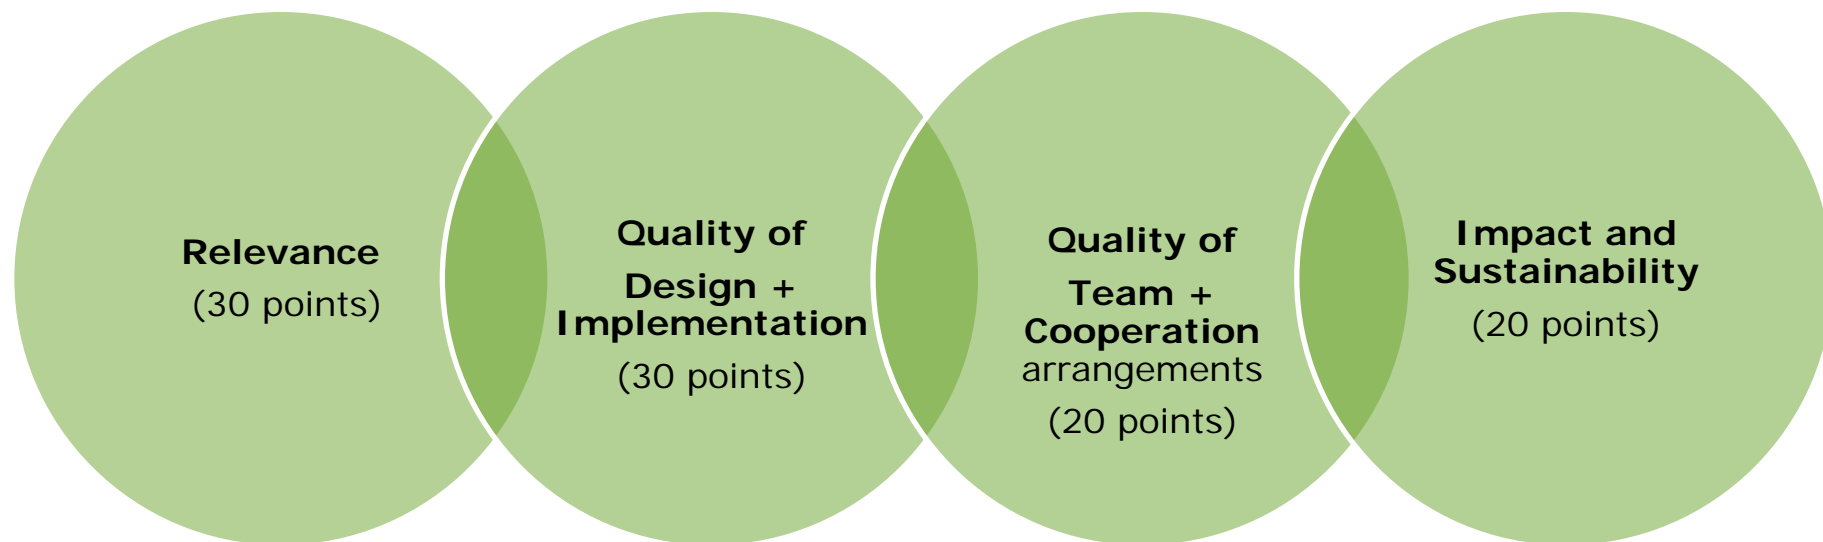 Relevance
(30 points)
Quality of
Design +
Implementation
(30 points)
Quality of
Team +
Cooperation
arrangements
(20 points)
Impact and
Sustainability
(20 points)